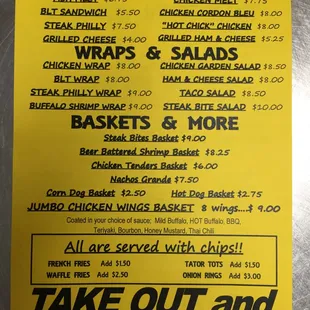 BLT SANDWICH $5.50
CHICKEN CORDON BLEU $8.00
STEAK PHILLY $7.50
"HOT CHICK" CHICKEN $8.00
GRILLED CHEESE $4.00
GRILLED HAM & CHEESE $5.25
WRAPS & SALADS
CHICKEN WRAP $8.00
CHICKEN GARDEN SALAD $8.50
BLT WRAP $8.00
HAM & CHEESE SALAD $8.00
STEAK PHILLY WRAP $9.00
TACO SALAD $8.50
BUFFALO SHRIMP WRAP $9.00
STEAK BITE SALAD $10.00
BASKETS & MORE
Steak Bites Basket $9.00
Beer Battered Shrimp Basket $8.25
Chicken Tenders Basket $6.00
Nachos Grande $7.50
Corn Dog Basket $2.50 Hot Dog Basket $2.75
JUMBO CHICKEN WINGS BASKET 8 wings....$ 9.00
Coated in your choice of sauce; Mild Buffalo, HOT Buffalo, BBQ,
Teriyaki, Bourbon, Honey Mustard, Thai Chili
All are served with chips!!
FRENCH FRIES Add $1.50
TATOR TOTS Add $1.50
WAFFLE FRIES Add $2.50
ONION RINGS Add $3.00
TAKE OUT and